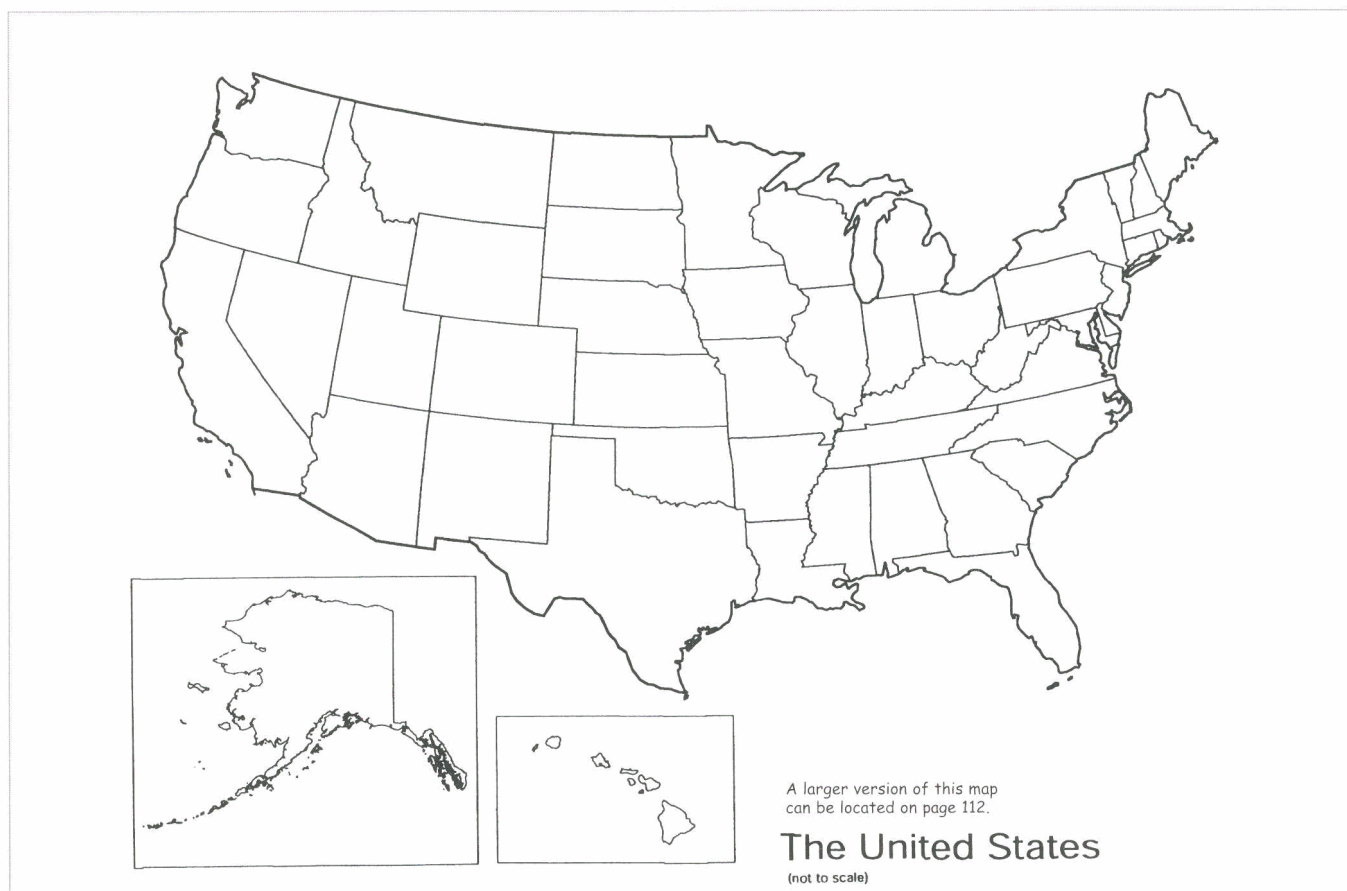 A larger version of this map
can be located on page 112.
The United States
(not to scale)